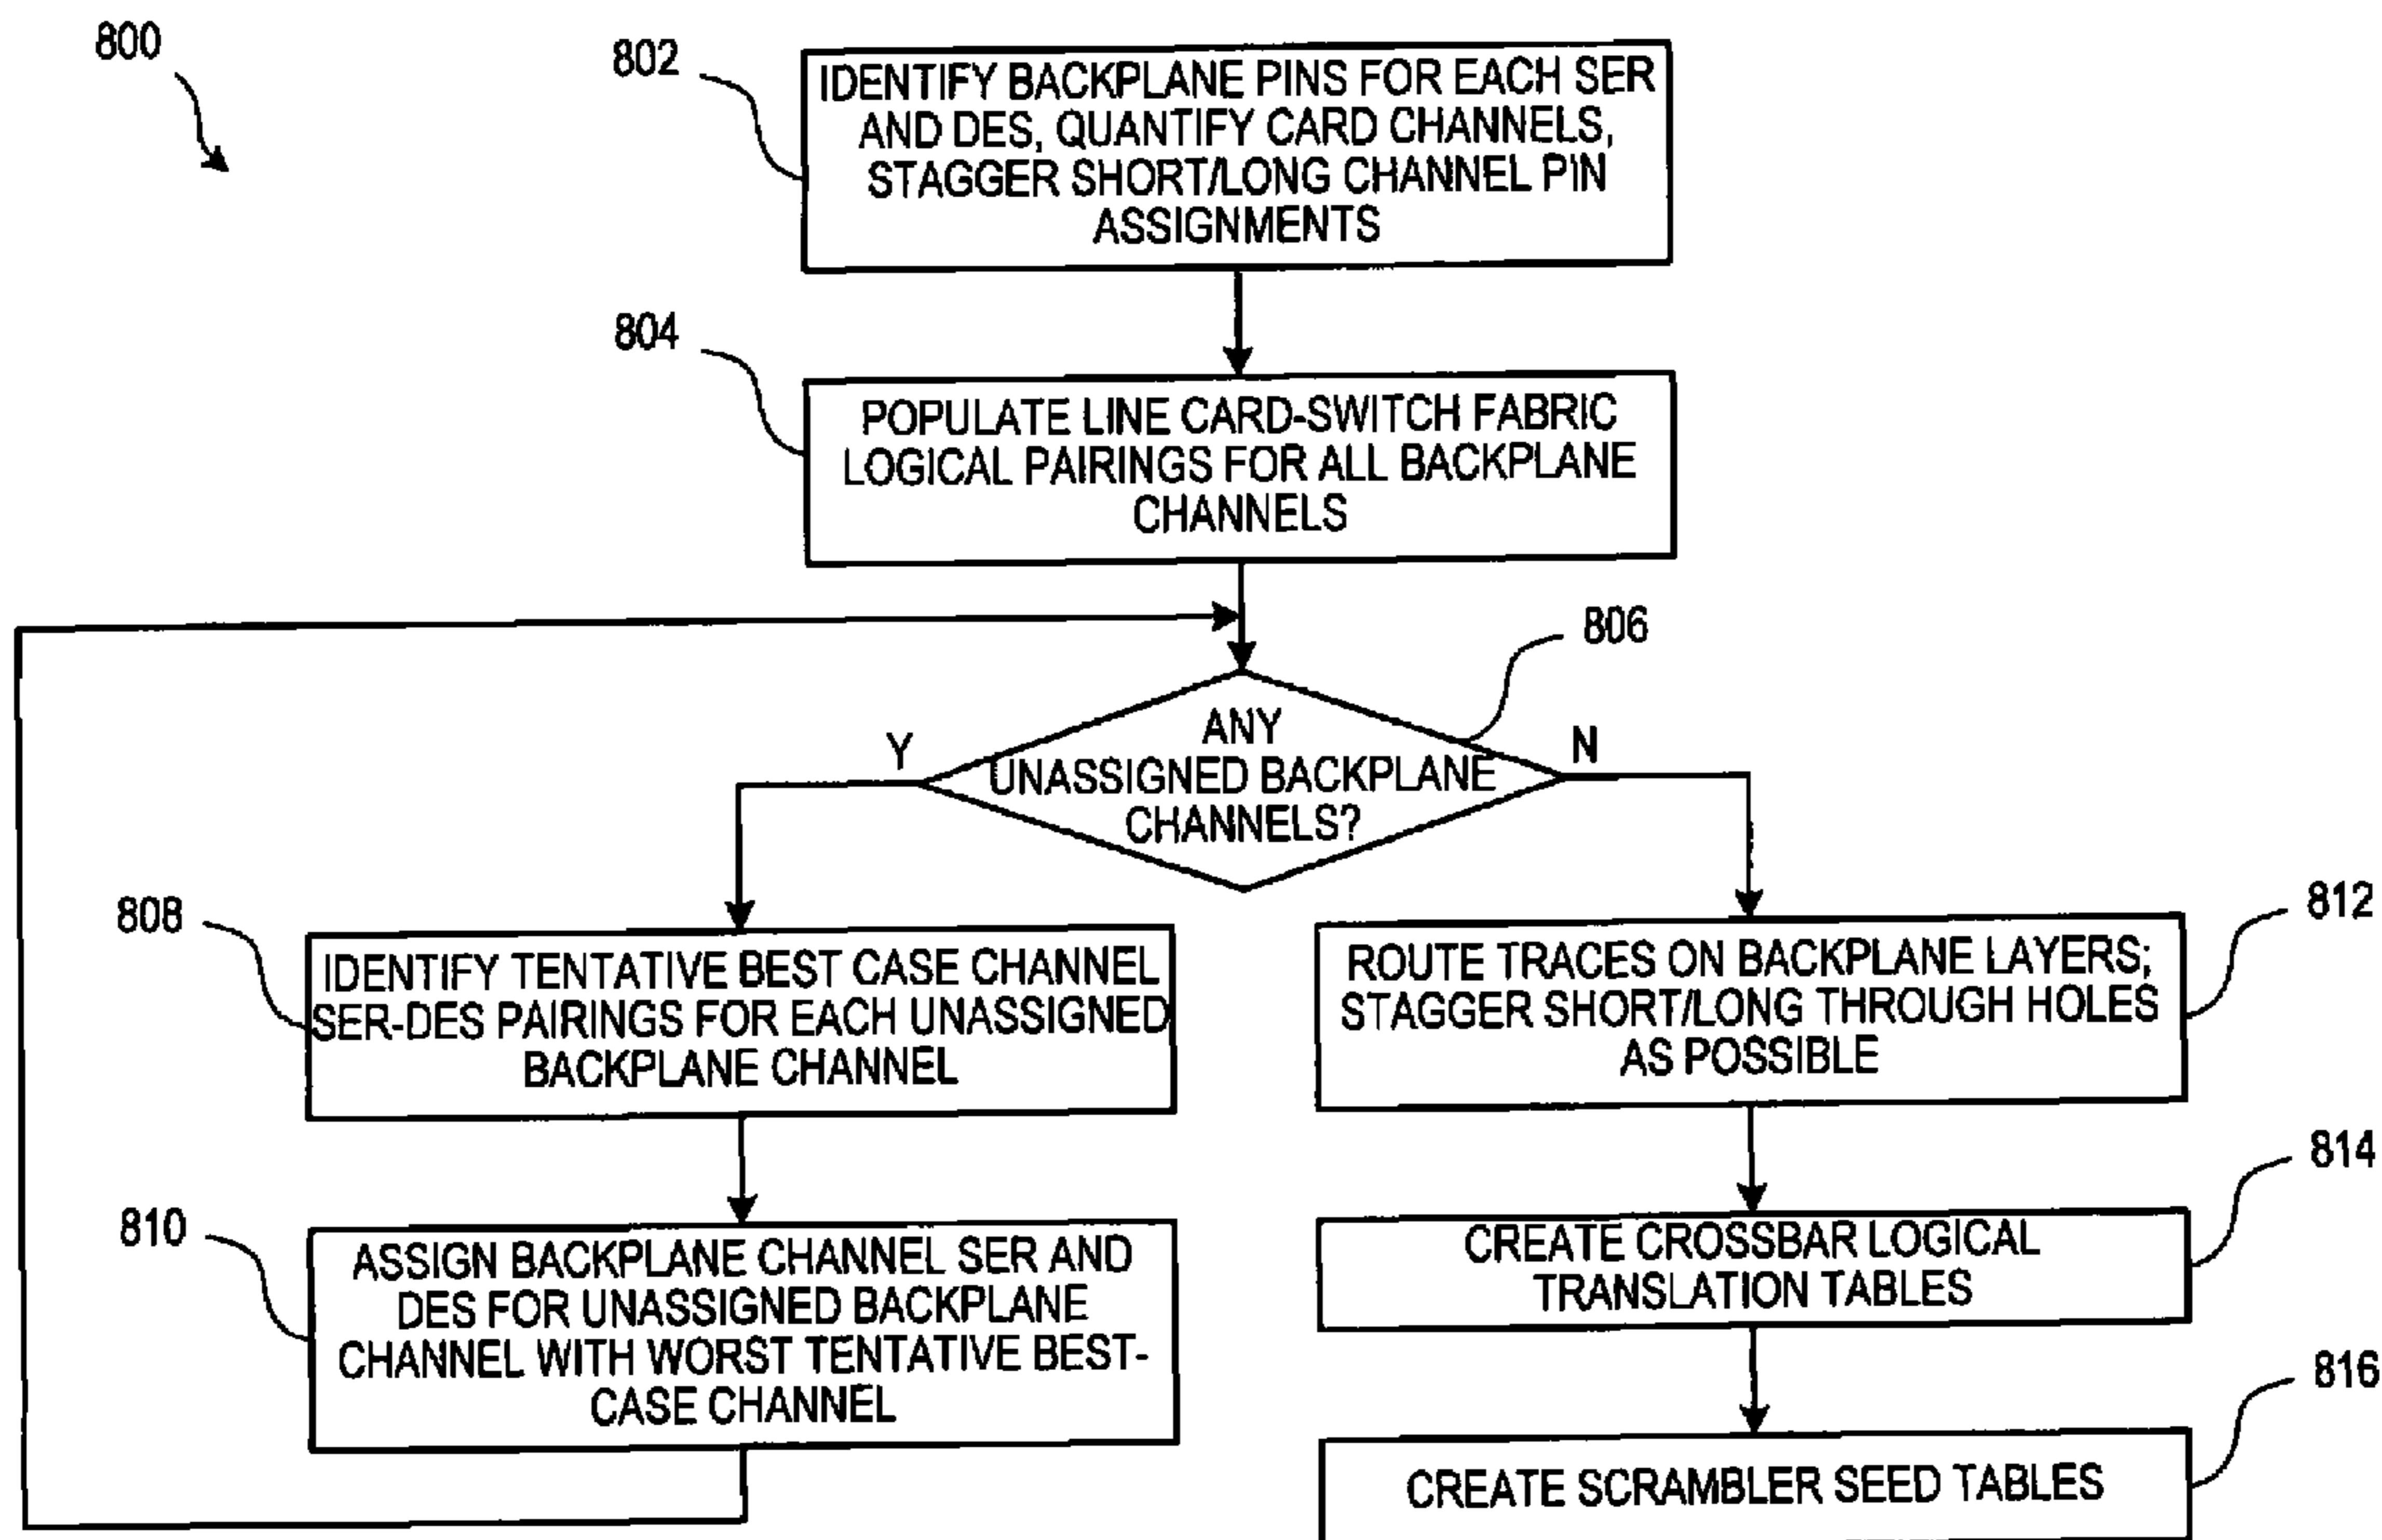 800
802
IDENTIFY BACKPLANE PINS FOR EACH SER
AND DES, QUANTIFY CARD CHANNELS,
STAGGER SHORT/LONG CHANNEL PIN
ASSIGNMENTS
804
POPULATE LINE CARD-SWITCH FABRIC
LOGICAL PAIRINGS FOR ALL BACKPLANE
CHANNELS
806
ANY
UNASSIGNED BACKPLANE
CHANNELS?
Y
N
808
IDENTIFY TENTATIVE BEST CASE CHANNEL
SER-DES PAIRINGS FOR EACH UNASSIGNED
BACKPLANE CHANNEL
810
ASSIGN BACKPLANE CHANNEL SER AND
DES FOR UNASSIGNED BACKPLANE
CHANNEL WITH WORST TENTATIVE BEST-
CASE CHANNEL
812
ROUTE TRACES ON BACKPLANE LAYERS;
STAGGER SHORT/LONG THROUGH HOLES
AS POSSIBLE
814
CREATE CROSSBAR LOGICAL
TRANSLATION TABLES
816
CREATE SCRAMBLER SEED TABLES